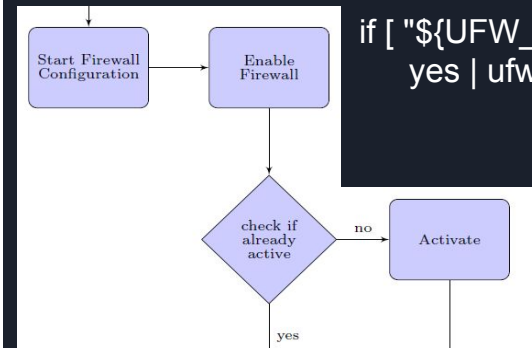 Start Firewall
Configuration
Enable
Firewall
if [ "${UFW_
yes | ufw
check if
already
active
no
Activate
yes